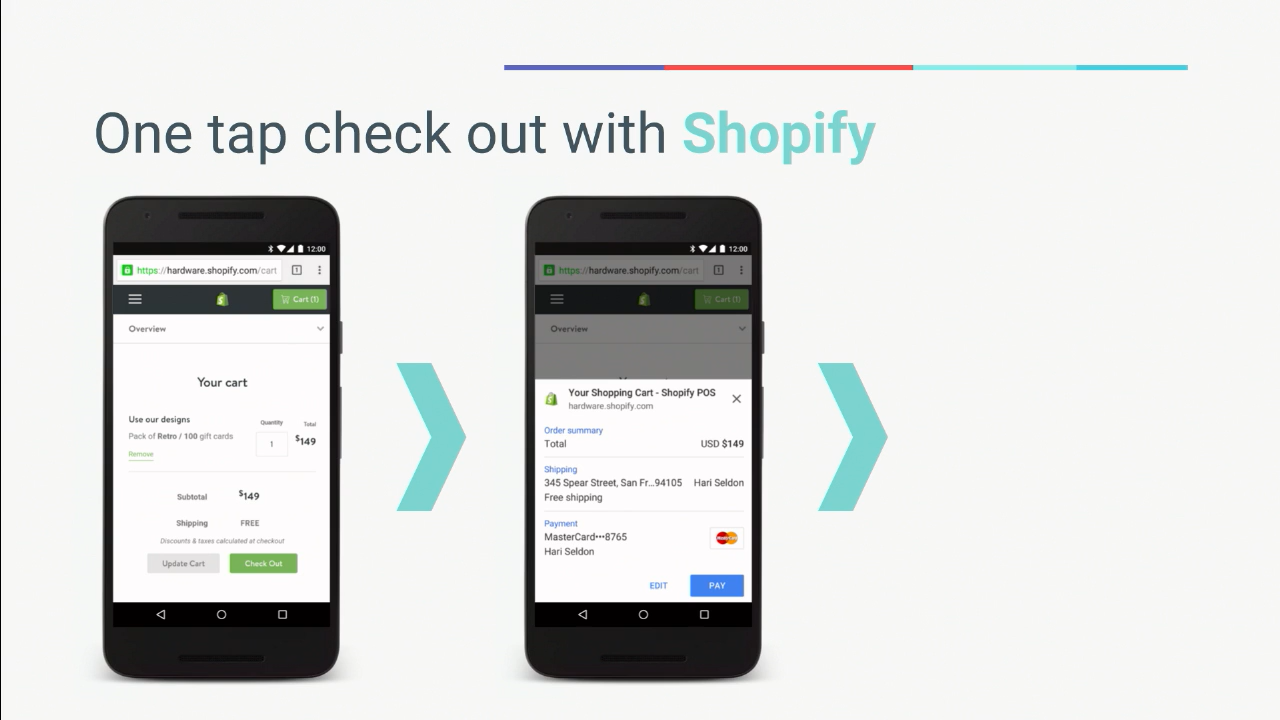 One tap check out with Shopify
12:00
https://hardware.shopify.com/cart
1
Cart (1)
Overview
Your cart
Use our designs
Quantity
Total
Pack of Retro / 100 gift cards
1
$149
Remove
Subtotal
$149
Shipping
FREE
Discounts & taxes calculated at checkout
Update Cart
Check Out
12:00
https://hardware.shopify.com/cart
1
Cart (1)
Overview
Your Shopping Cart - Shopify POS
hardware.shopify.com
Order summary
Total
USD $149
Shipping
345 Spear Street, San Fr...94105
Hari Seldon
Free shipping
Payment
MasterCard•••8765
MasterCard
Hari Seldon
EDIT
PAY